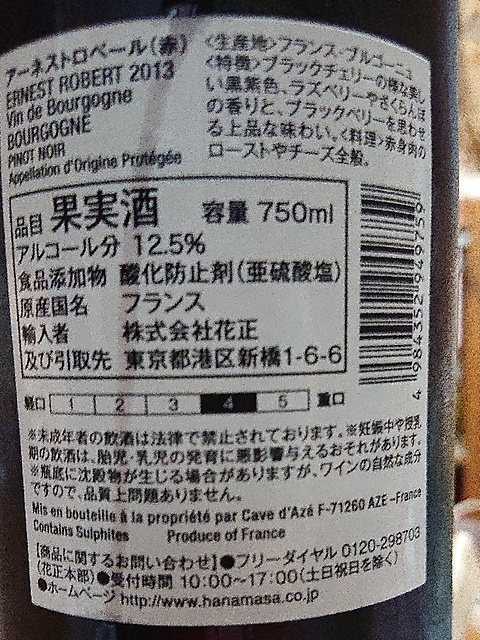 アーネストロベール(赤)
ERNEST ROBERT 2013
Vin de Bourgogne
BOURGOGNE
PINOT NOIR
Appellation d'Origine Protégée
<生産地>フランス・ブルゴーニュ
<特徴>ブラックチェリーの様な美し
い黒紫色。ラズベリーやさくらんぼ
の香りと、ブラックベリーを思わせ
る上品な味わい。<料理>赤身肉の
ローストやチーズ全般。
品目 果実酒 容量 750ml
アルコール分 12.5%
食品添加物 酸化防止剤(亜硫酸塩)
原産国名 フランス
輸入者 株式会社花正
及び引取先 東京都港区新橋1-6-6
4 984352 949759
軽口 1 2 3 4 5 重口
※未成年者の飲酒は法律で禁止されております。※妊娠中や授乳
期の飲酒は、胎児・乳児の発育に悪影響与えるおそれがあります。
※瓶底に沈殿物が生じる場合がありますが、ワインの自然な成分
ですので、品質上問題ありません。
Mis en bouteille à la propriété par Cave d'Azé F-71260 AZE -France
Contains Sulphites Produce of France
【商品に関するお問い合わせ】●フリーダイヤル 0120-298703
(花正本部)●受付時間 10:00~17:00(土日祝日を除く)
●ホームページ http://www.hanamasa.co.jp